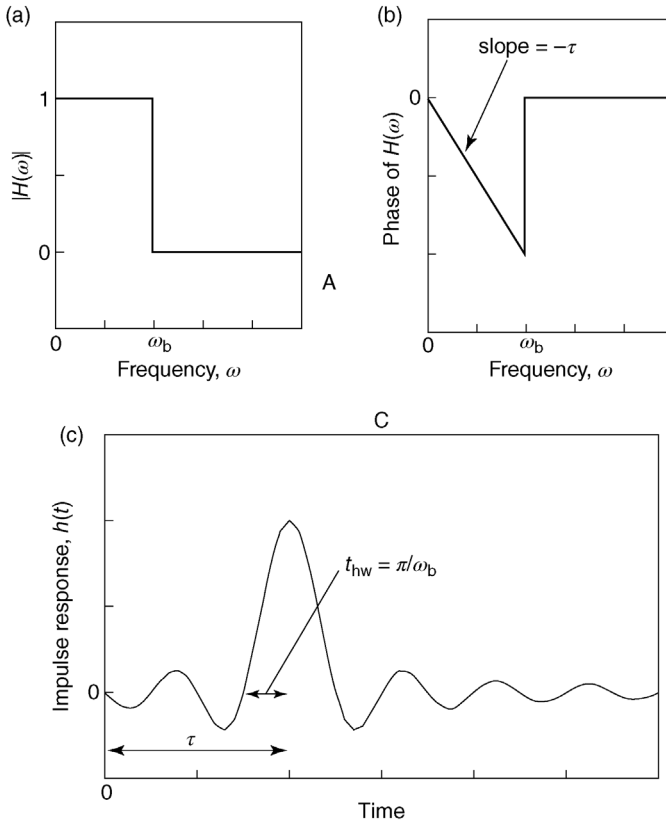 (a)
1
|H(ω)|
0
0
ωb
Frequency, ω
A
(b)
slope = −τ
0
Phase of H(ω)
0
ωb
Frequency, ω
C
(c)
Impulse response, h(t)
thw = π/ωb
0
τ
0
Time